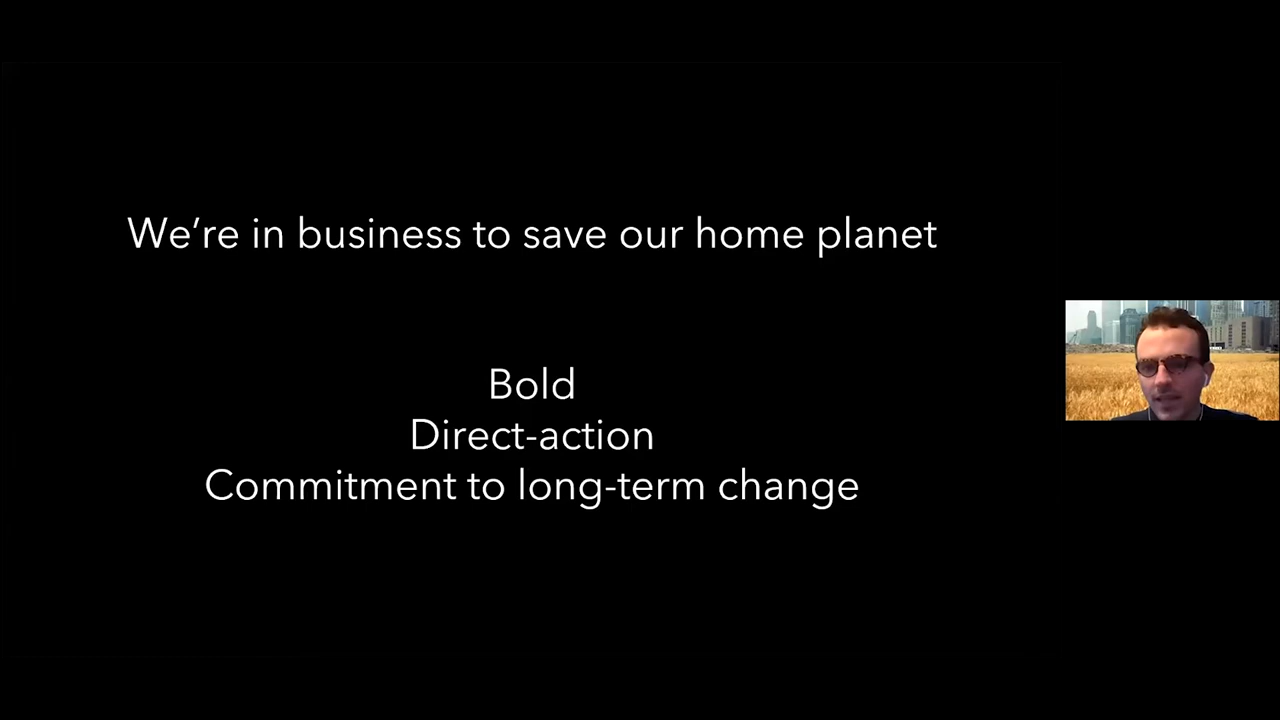 We’re in business to save our home planet
Bold
Direct-action
Commitment to long-term change